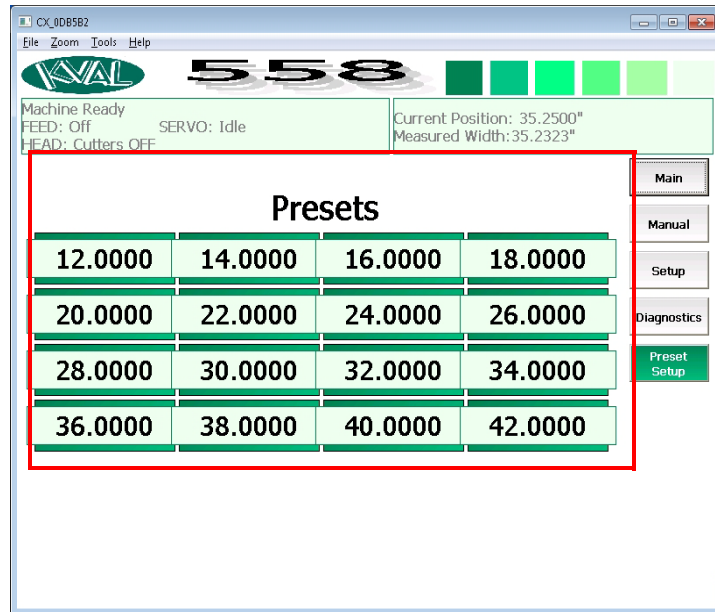 CX_0DB5B2
File Zoom Tools Help
KVAL 558
Machine Ready
FEED: Off SERVO: Idle
HEAD: Cutters OFF
Current Position: 35.2500"
Measured Width:35.2323"
Main
Manual
Setup
Diagnostics
Preset
Setup
Presets
12.0000 14.0000 16.0000 18.0000
20.0000 22.0000 24.0000 26.0000
28.0000 30.0000 32.0000 34.0000
36.0000 38.0000 40.0000 42.0000